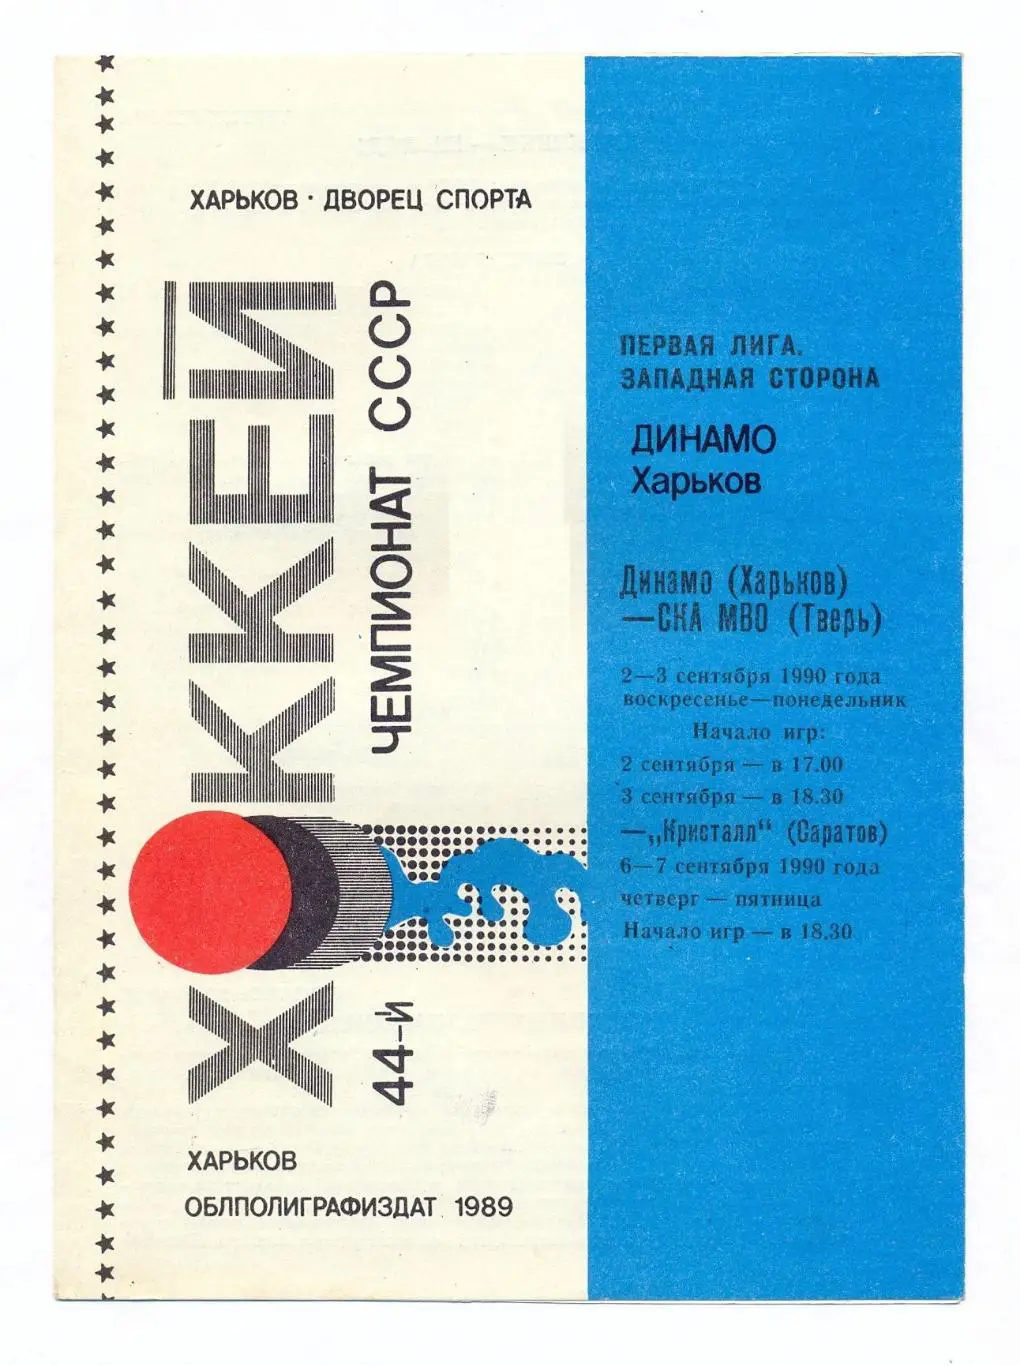 ХАРЬКОВ · ДВОРЕЦ СПОРТА
ХОККЕЙ
44-й ЧЕМПИОНАТ СССР
ХАРЬКОВ
ОБЛПОЛИГРАФИЗДАТ 1989
ПЕРВАЯ ЛИГА.
ЗАПАДНАЯ СТОРОНА
ДИНАМО
Харьков
Динамо (Харьков)
—СКА МВО (Тверь)
2—3 сентября 1990 года
воскресенье—понедельник
Начало игр:
2 сентября — в 17.00
3 сентября — в 18.30
—„Кристалл“ (Саратов)
6—7 сентября 1990 года
четверг — пятница
Начало игр — в 18.30